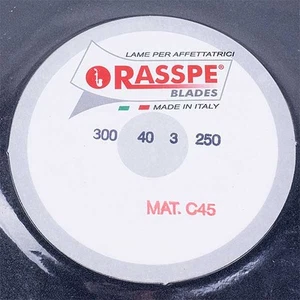 LAME PER AFFETTATRICI
RASSPE
BLADES
MADE IN ITALY
300 40 3 250
MAT. C45